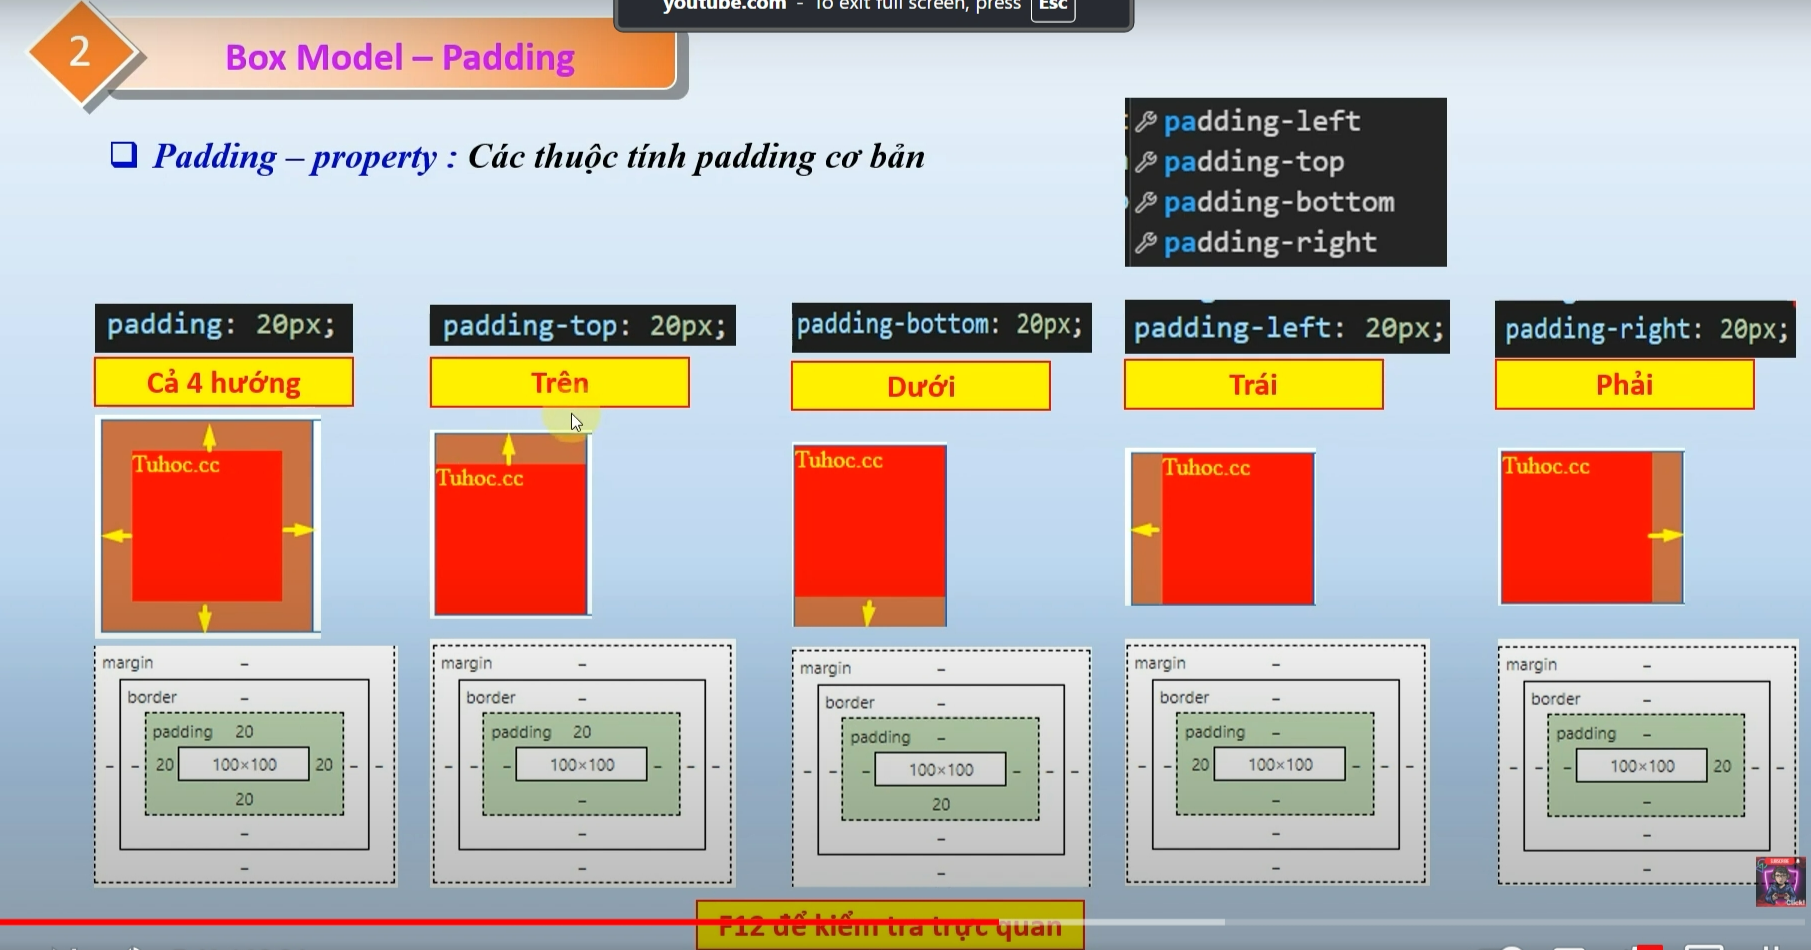 youtube.com - To exit full screen, press Esc
2
Box Model – Padding
Padding – property : Các thuộc tính padding cơ bản
padding-left
padding-top
padding-bottom
padding-right
padding: 20px;
Cả 4 hướng
Tuhoc.cc
margin -
border -
padding 20
- - 20 100×100 20 - -
20
-
-
padding-top: 20px;
Trên
Tuhoc.cc
margin -
border -
padding 20
- - - 100×100 - - -
-
-
-
padding-bottom: 20px;
Dưới
Tuhoc.cc
margin -
border -
padding -
- - - 100×100 - - -
20
-
-
padding-left: 20px;
Trái
Tuhoc.cc
margin -
border -
padding -
- - 20 100×100 - - -
-
-
-
padding-right: 20px;
Phải
Tuhoc.cc
margin -
border -
padding -
- - - 100×100 20 - -
-
-
-
F12 để kiểm tra trực quan